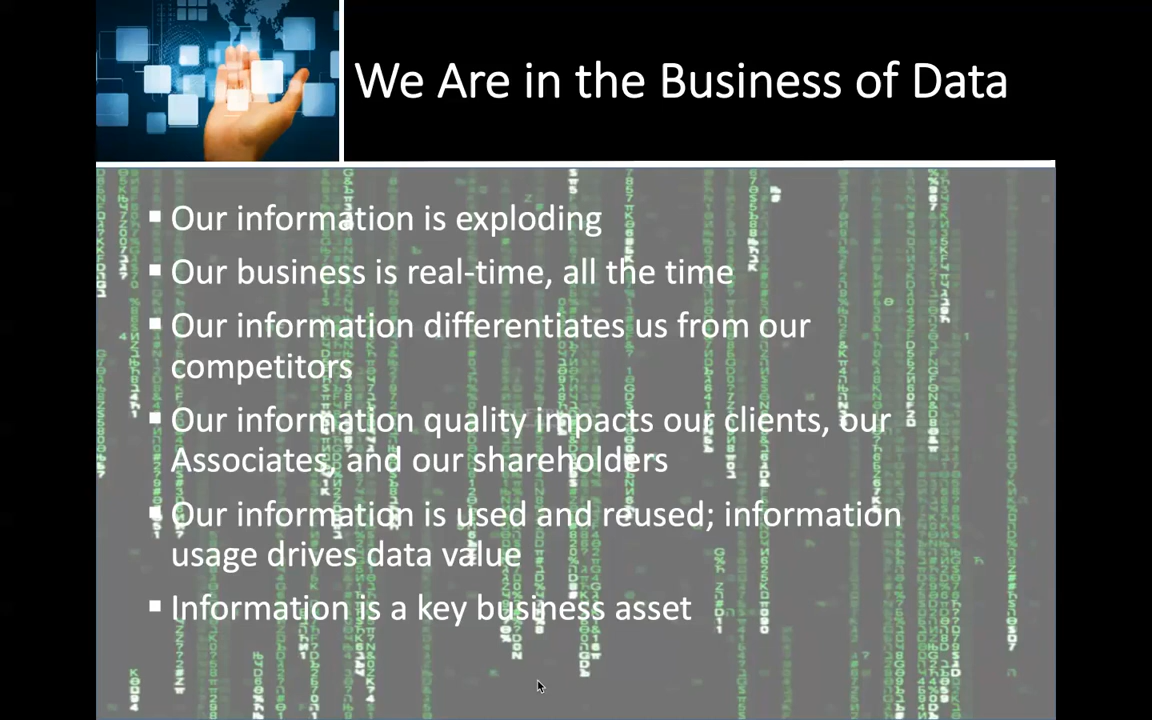 We Are in the Business of Data
▪ Our information is exploding
▪ Our business is real-time, all the time
▪ Our information differentiates us from our
competitors
▪ Our information quality impacts our clients, our
Associates, and our shareholders
▪ Our information is used and reused; information
usage drives data value
▪ Information is a key business asset